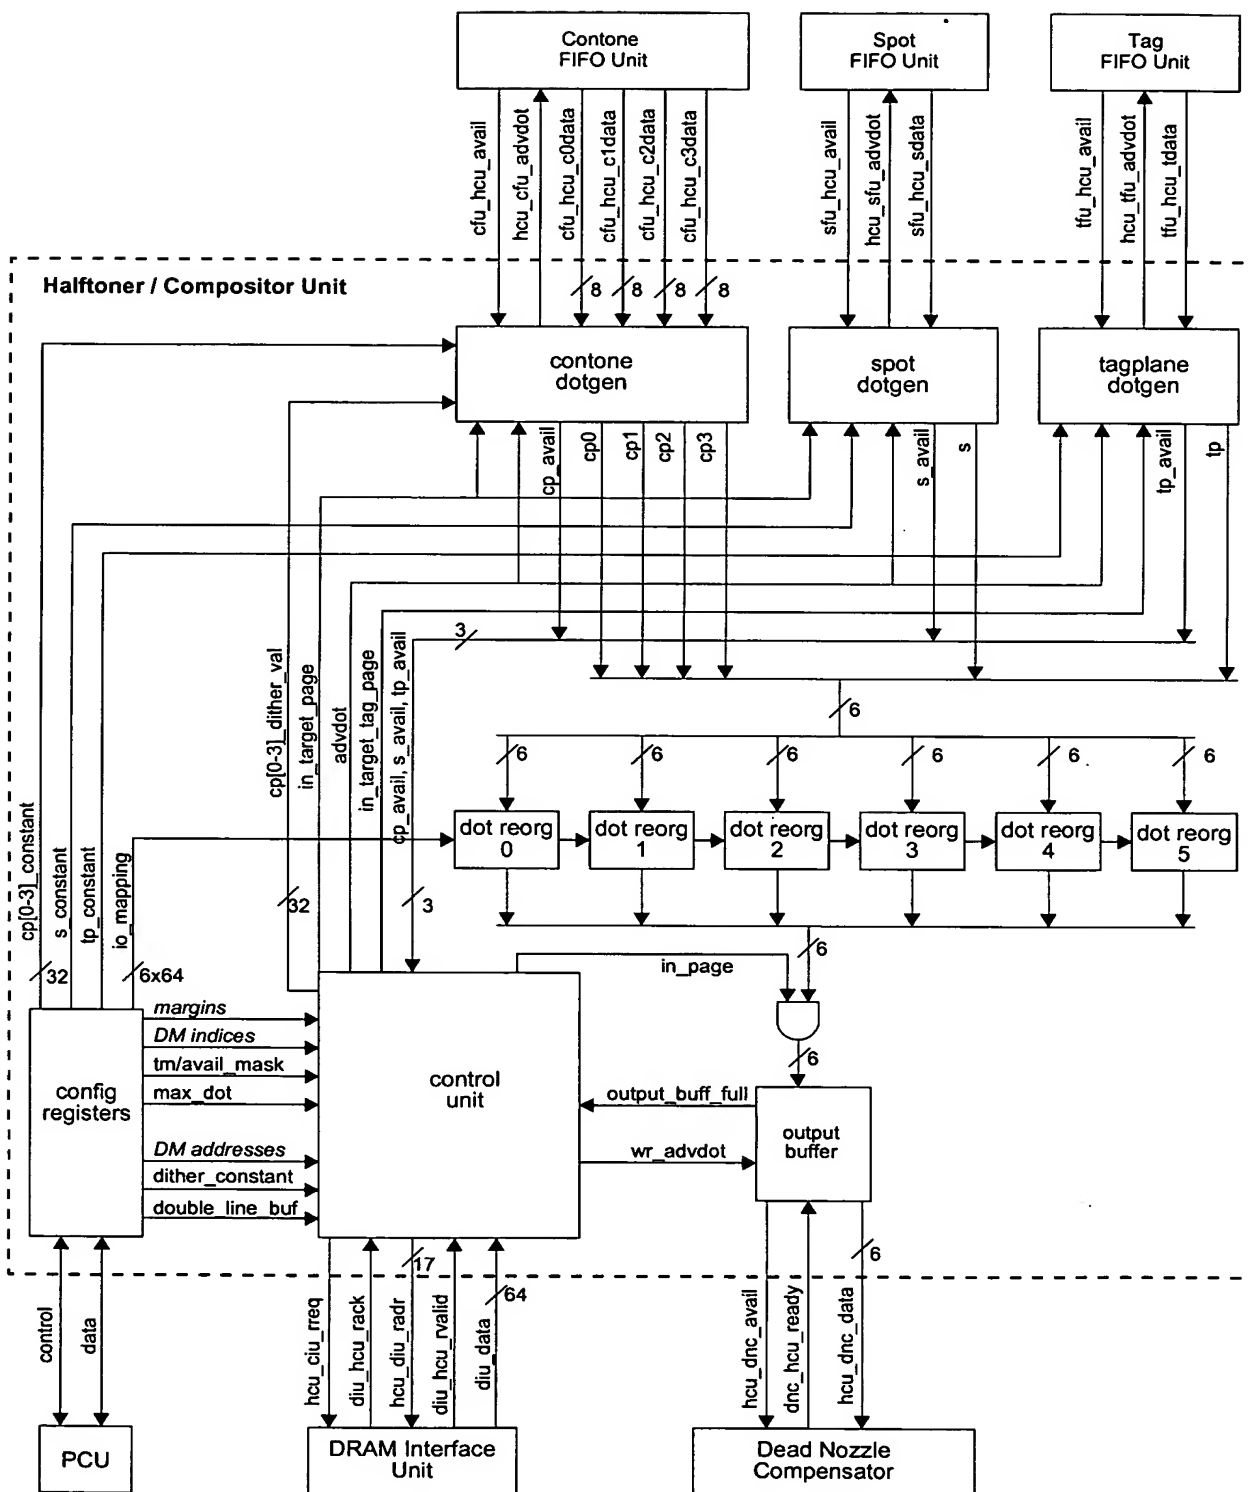 Contone
FIFO Unit
Spot
FIFO Unit
Tag
FIFO Unit
cfu_hcu_avail
hcu_cfu_advdot
cfu_hcu_c0data
cfu_hcu_c1data
cfu_hcu_c2data
cfu_hcu_c3data
sfu_hcu_avail
hcu_sfu_advdot
sfu_hcu_sdata
tfu_hcu_avail
hcu_tfu_advdot
tfu_hcu_tdata
Halftoner / Compositor Unit
8
8
8
8
contone
dotgen
spot
dotgen
tagplane
dotgen
cp_avail
cp0
cp1
cp2
cp3
s_avail
s
tp_avail
tp
3
cp[0-3]_dither_val
in_target_page
advdot
in_target_tag_page
cp_avail, s_avail, tp_avail
6
6
6
6
6
6
6
dot reorg
0
dot reorg
1
dot reorg
2
dot reorg
3
dot reorg
4
dot reorg
5
cp[0-3]_constant
s_constant
tp_constant
io_mapping
32
3
6
32
6x64
in_page
margins
DM indices
tm/avail_mask
max_dot
DM addresses
dither_constant
double_line_buf
config
registers
control
unit
6
output_buff_full
wr_advdot
output
buffer
17
64
6
control
data
hcu_ciu_rreq
diu_hcu_rack
hcu_diu_radr
diu_hcu_rvalid
diu_data
hcu_dnc_avail
dnc_hcu_ready
hcu_dnc_data
PCU
DRAM Interface
Unit
Dead Nozzle
Compensator